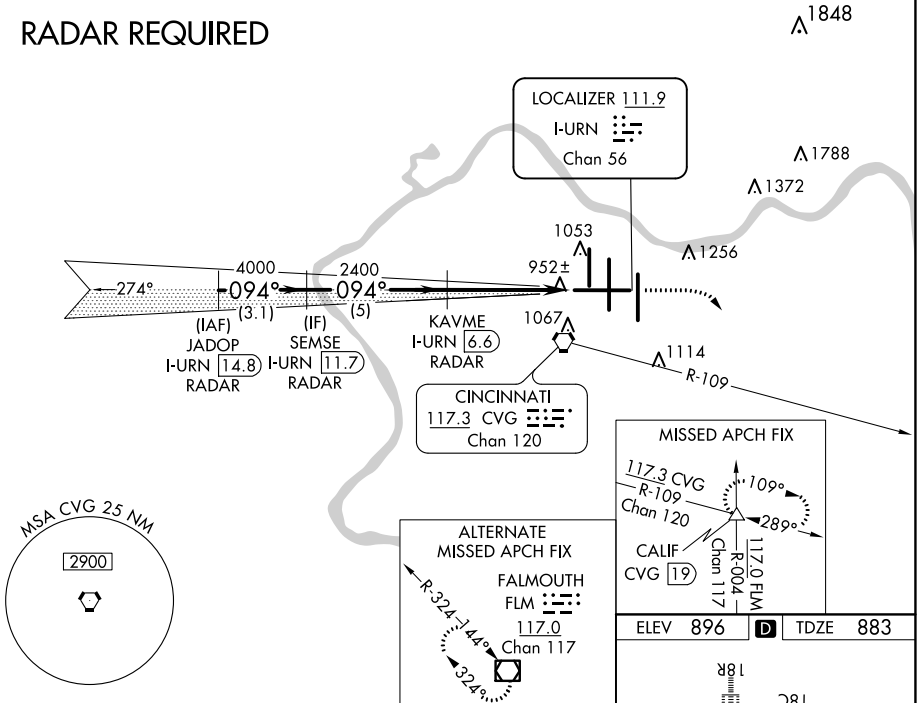 RADAR REQUIRED
1848
LOCALIZER 111.9
I-URN
Chan 56
1788
1372
1053
1256
952±
4000
2400
274°
094°
094°
(3.1)
(5)
(IAF)
JADOP
I-URN 14.8
RADAR
(IF)
SEMSE
I-URN 11.7
RADAR
KAVME
I-URN 6.6
RADAR
1067
1114
R-109
CINCINNATI
117.3 CVG
Chan 120
MISSED APCH FIX
117.3 CVG
R-109
Chan 120
109°
289°
CALIF
CVG 19
117.0 FLM
R-004
Chan 117
MSA CVG 25 NM
2900
ALTERNATE
MISSED APCH FIX
FALMOUTH
FLM
117.0
Chan 117
R-324
144°
324°
ELEV 896 D TDZE 883
18R
18C